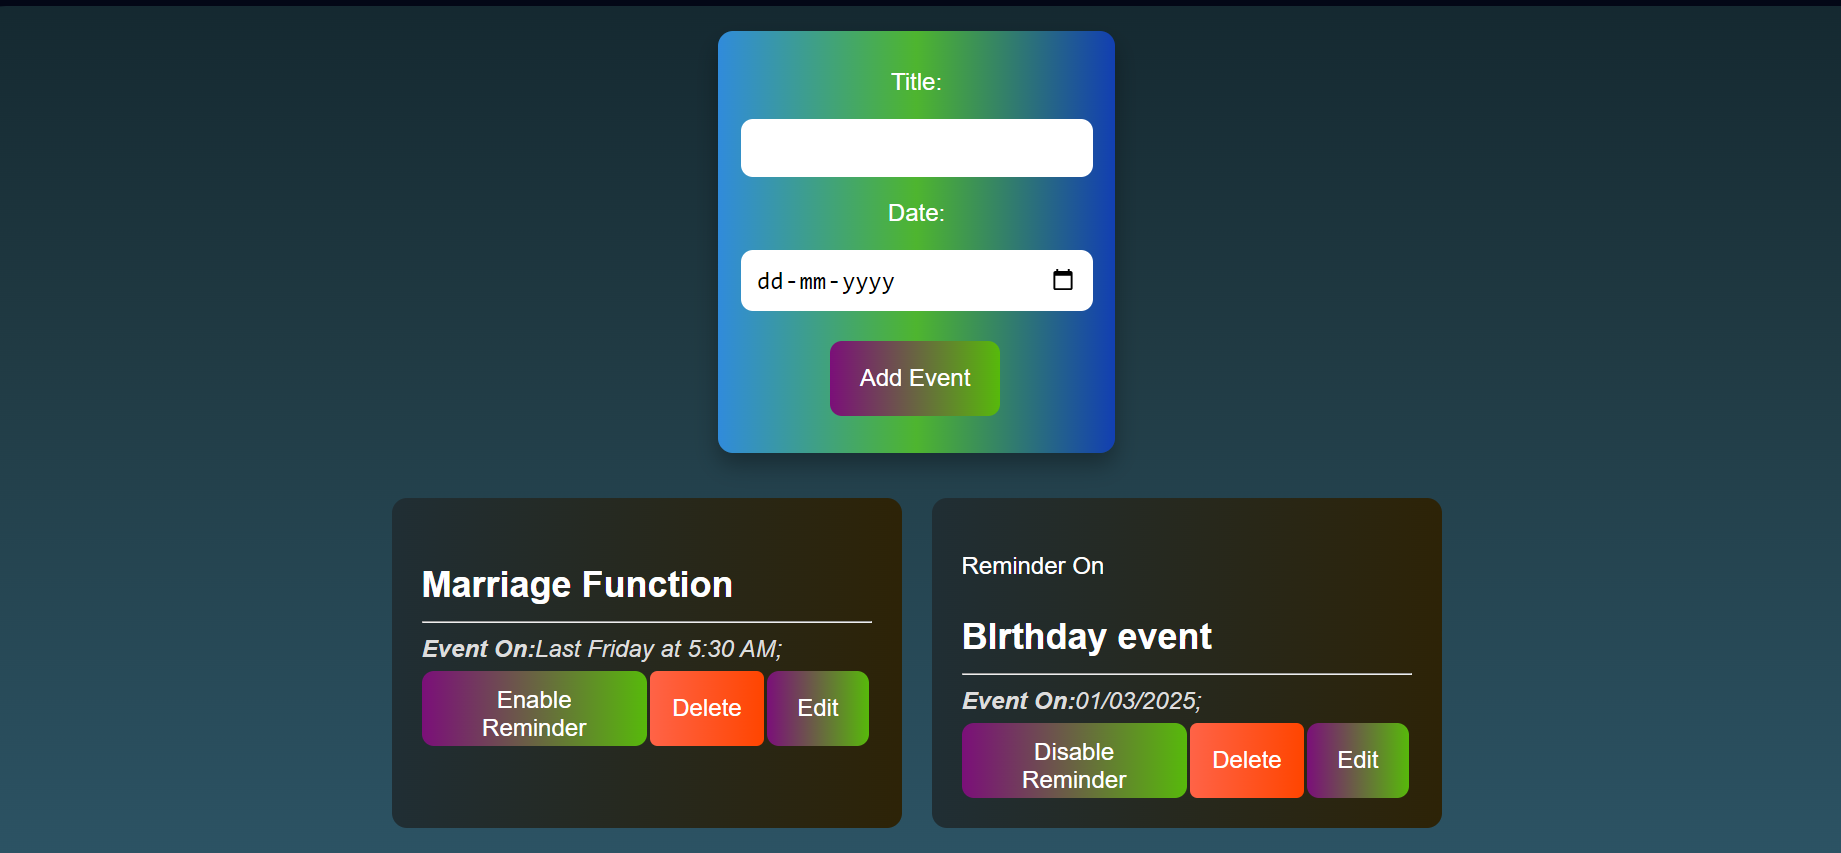 Title:
Date:
dd-mm-yyyy
Add Event
Marriage Function
Event On:Last Friday at 5:30 AM;
Enable
Reminder
Delete
Edit
Reminder On
BIrthday event
Event On:01/03/2025;
Disable
Reminder
Delete
Edit